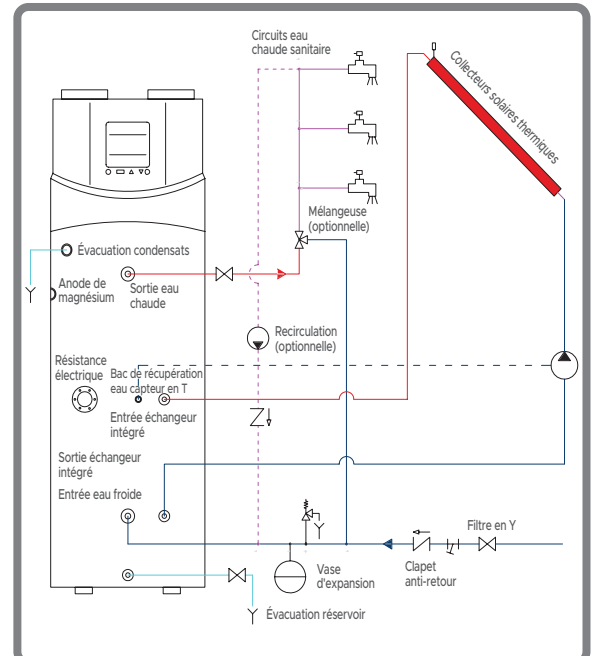 Circuits eau
chaude sanitaire
Collecteurs solaires thermiques
Mélangeuse
(optionnelle)
Évacuation condensats
Anode de
magnésium
Sortie eau
chaude
Recirculation
(optionnelle)
Résistance
électrique
Bac de récupération
eau capteur en T
Entrée échangeur
intégré
Sortie échangeur
intégré
Entrée eau froide
Filtre en Y
Clapet
anti-retour
Vase
d'expansion
Évacuation réservoir